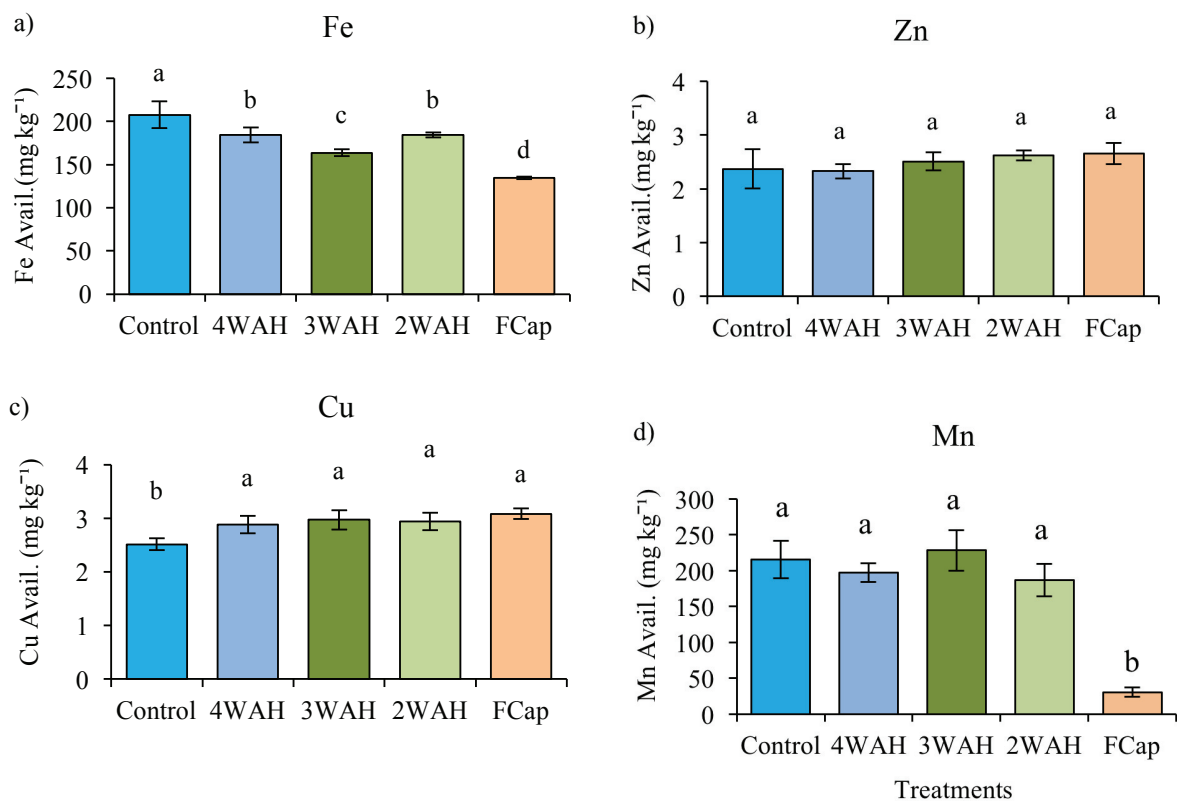 a)
Fe
Fe Avail.(mg kg⁻¹)
250
200
150
100
50
0
a
b
c
b
d
Control 4WAH 3WAH 2WAH FCap
b)
Zn
Zn Avail.(mg kg⁻¹)
4
3
2
1
0
a
a
a
a
a
Control 4WAH 3WAH 2WAH FCap
c)
Cu
Cu Avail. (mg kg⁻¹)
4
3
2
1
0
b
a
a
a
a
Control 4WAH 3WAH 2WAH FCap
d)
Mn
Mn Avail. (mg kg⁻¹)
300
250
200
150
100
50
0
a
a
a
a
b
Control 4WAH 3WAH 2WAH FCap
Treatments